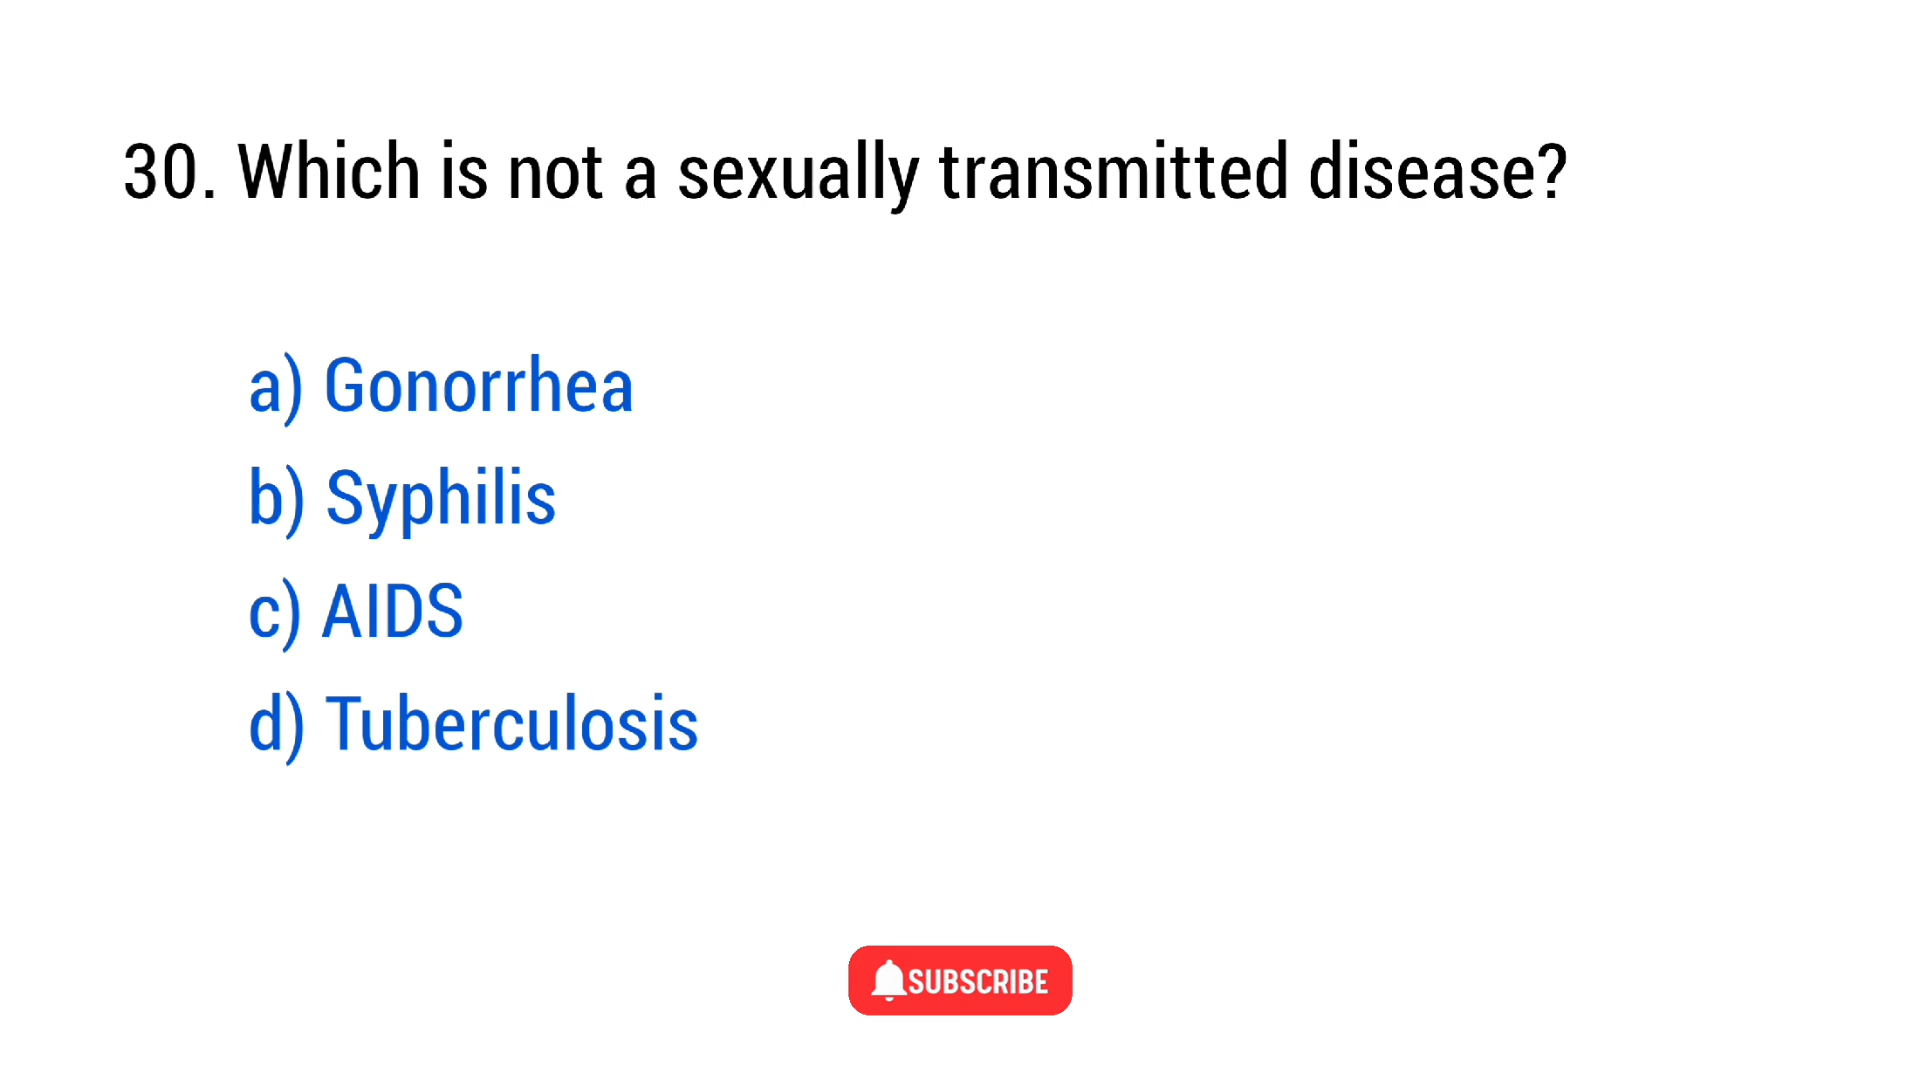 30. Which is not a sexually transmitted disease?
a) Gonorrhea
b) Syphilis
c) AIDS
d) Tuberculosis
SUBSCRIBE